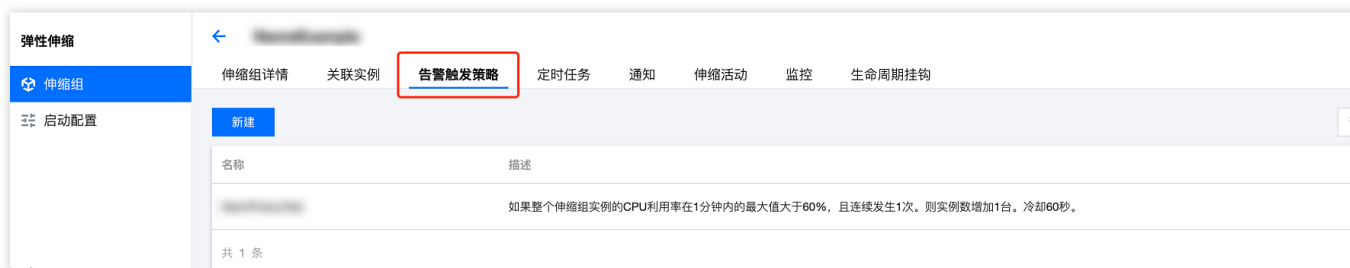 弹性伸缩
伸缩组
启动配置
伸缩组详情 关联实例 告警触发策略 定时任务 通知 伸缩活动 监控 生命周期挂钩
新建
名称 描述
如果整个伸缩组实例的CPU利用率在1分钟内的最大值大于60%，且连续发生1次。则实例数增加1台。冷却60秒。
共 1 条